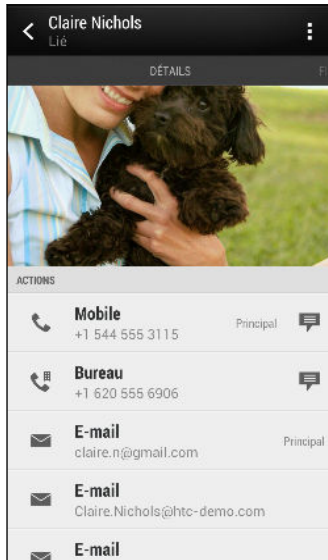 Claire Nichols
Lié
DÉTAILS
ACTIONS
Mobile
+1 544 555 3115
Principal
Bureau
+1 620 555 6906
E-mail
claire.n@gmail.com
Principal
E-mail
Claire.Nichols@htc-demo.com
E-mail